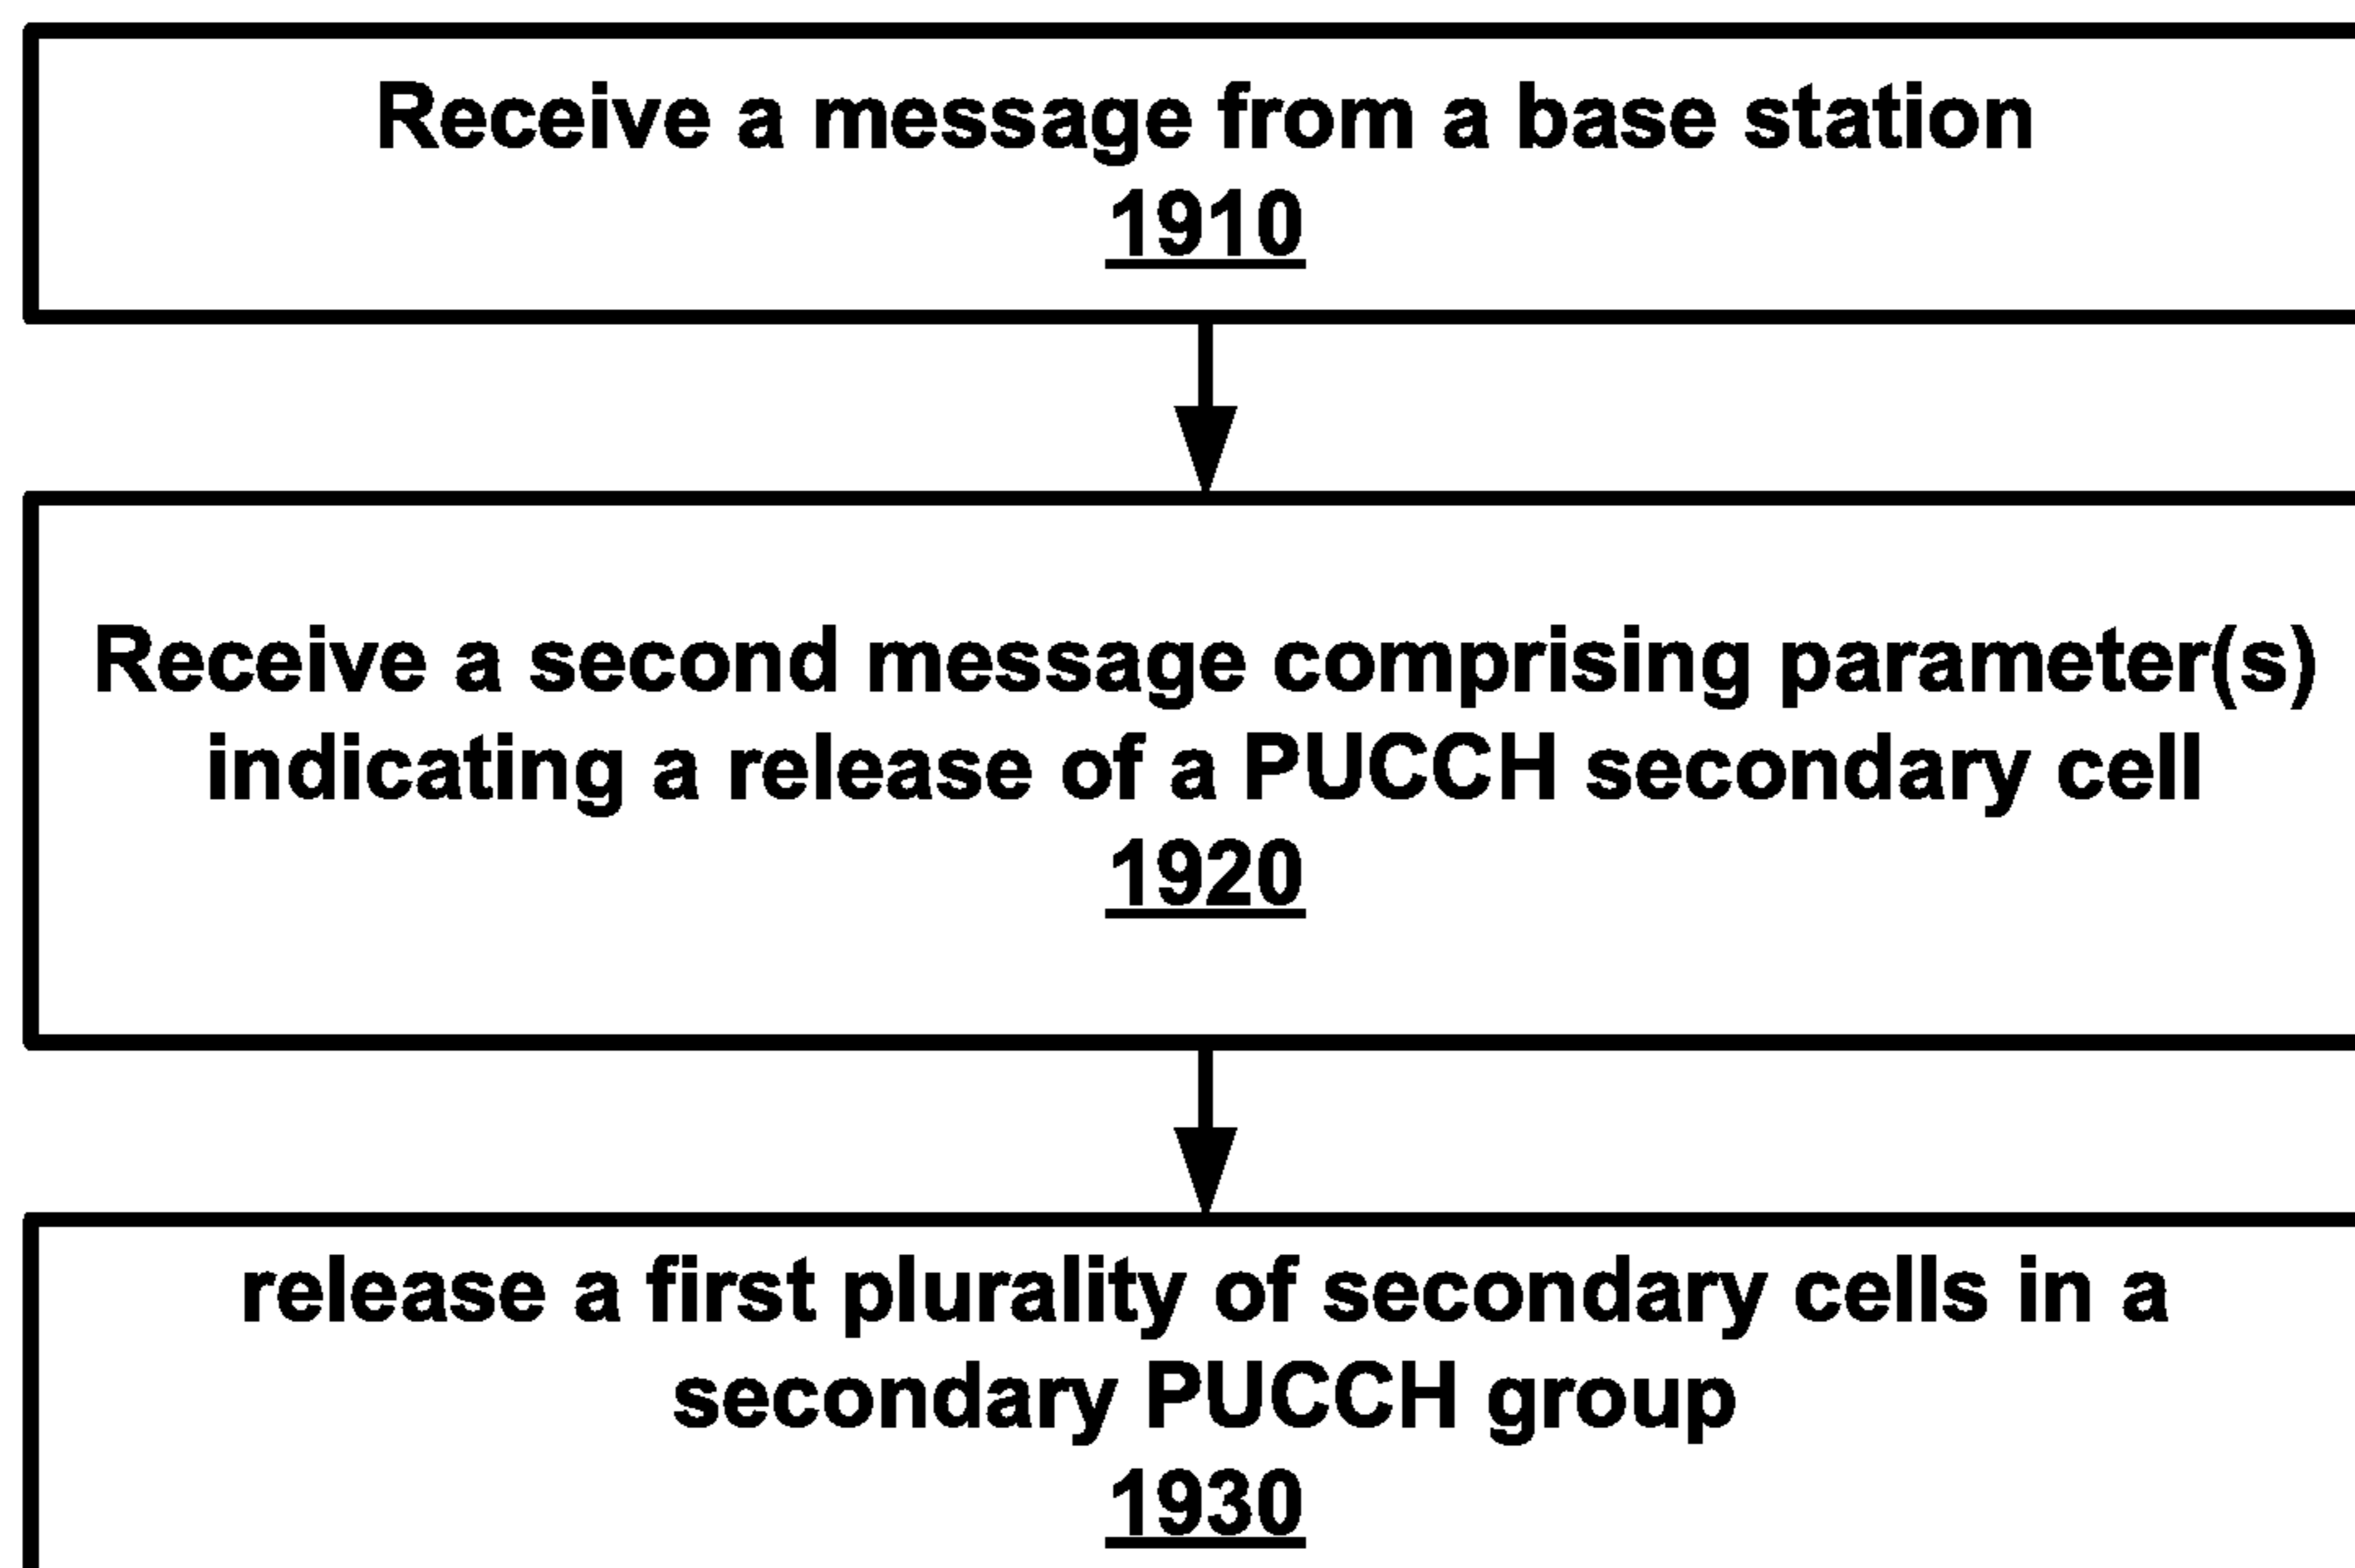 Receive a message from a base station
1910
Receive a second message comprising parameter(s)
indicating a release of a PUCCH secondary cell
1920
release a first plurality of secondary cells in a
secondary PUCCH group
1930